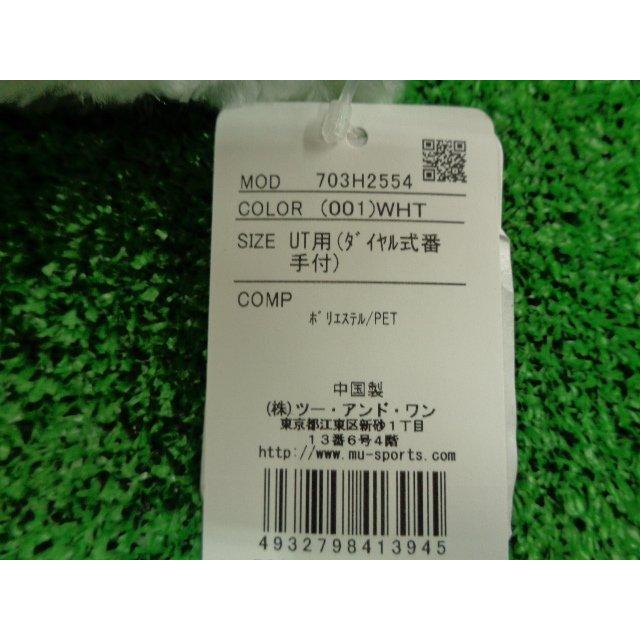 MOD 703H2554
COLOR (001)WHT
SIZE UT用(ﾀﾞｲﾔﾙ式番
手付)
COMP
ﾎﾟﾘｴｽﾃﾙ/PET
中国製
(株)ツー・アンド・ワン
東京都江東区新砂1丁目
13番6号4階
http://www.mu-sports.com
4932798413945